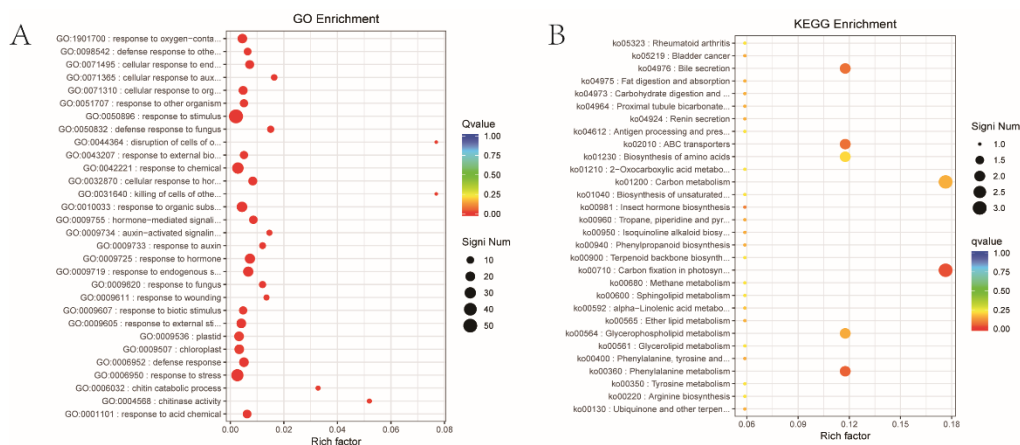 A
GO Enrichment
GO:1901700 : response to oxygen-conta...
GO:0098542 : defense response to othe...
GO:0071495 : cellular response to end...
GO:0071365 : cellular response to aux...
GO:0071310 : cellular response to org...
GO:0051707 : response to other organism
GO:0050896 : response to stimulus
GO:0050832 : defense response to fungus
GO:0044364 : disruption of cells of o...
GO:0043207 : response to external bio...
GO:0042221 : response to chemical
GO:0032870 : cellular response to hor...
GO:0031640 : killing of cells of othe...
GO:0010033 : response to organic subs...
GO:0009755 : hormone-mediated signali...
GO:0009734 : auxin-activated signalin...
GO:0009733 : response to auxin
GO:0009725 : response to hormone
GO:0009719 : response to endogenous s...
GO:0009620 : response to fungus
GO:0009611 : response to wounding
GO:0009607 : response to biotic stimulus
GO:0009605 : response to external sti...
GO:0009536 : plastid
GO:0009507 : chloroplast
GO:0006952 : defense response
GO:0006950 : response to stress
GO:0006032 : chitin catabolic process
GO:0004568 : chitinase activity
GO:0001101 : response to acid chemical
0.00 0.02 0.04 0.06 0.08
Rich factor
Qvalue
1.00
0.75
0.50
0.25
0.00
Signi Num
10
20
30
40
50
B
KEGG Enrichment
ko05323 : Rheumatoid arthritis
ko05219 : Bladder cancer
ko04976 : Bile secretion
ko04975 : Fat digestion and absorption
ko04973 : Carbohydrate digestion and ...
ko04964 : Proximal tubule bicarbonate...
ko04924 : Renin secretion
ko04612 : Antigen processing and pres...
ko02010 : ABC transporters
ko01230 : Biosynthesis of amino acids
ko01210 : 2-Oxocarboxylic acid metabo...
ko01200 : Carbon metabolism
ko01040 : Biosynthesis of unsaturated...
ko00981 : Insect hormone biosynthesis
ko00960 : Tropane, piperidine and pyr...
ko00950 : Isoquinoline alkaloid biosy...
ko00940 : Phenylpropanoid biosynthesis
ko00900 : Terpenoid backbone biosynth...
ko00710 : Carbon fixation in photosyn...
ko00680 : Methane metabolism
ko00600 : Sphingolipid metabolism
ko00592 : alpha-Linolenic acid metabo...
ko00565 : Ether lipid metabolism
ko00564 : Glycerophospholipid metabolism
ko00561 : Glycerolipid metabolism
ko00400 : Phenylalanine, tyrosine and...
ko00360 : Phenylalanine metabolism
ko00350 : Tyrosine metabolism
ko00220 : Arginine biosynthesis
ko00130 : Ubiquinone and other terpen...
0.06 0.09 0.12 0.15 0.18
Rich factor
Signi Num
1.0
1.5
2.0
2.5
3.0
qvalue
1.00
0.75
0.50
0.25
0.00